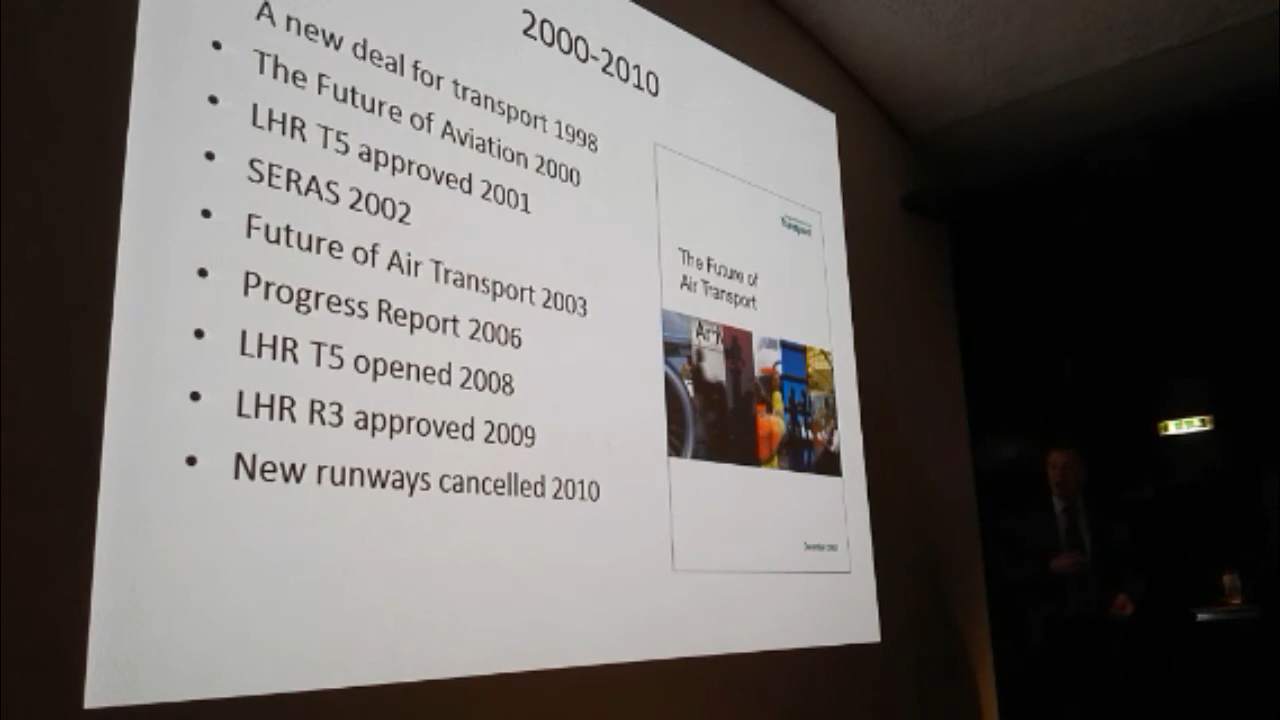 2000-2010
A new deal for transport 1998
• The Future of Aviation 2000
• LHR T5 approved 2001
• SERAS 2002
• Future of Air Transport 2003
• Progress Report 2006
• LHR T5 opened 2008
• LHR R3 approved 2009
• New runways cancelled 2010
Transport
The Future of
Air Transport
December